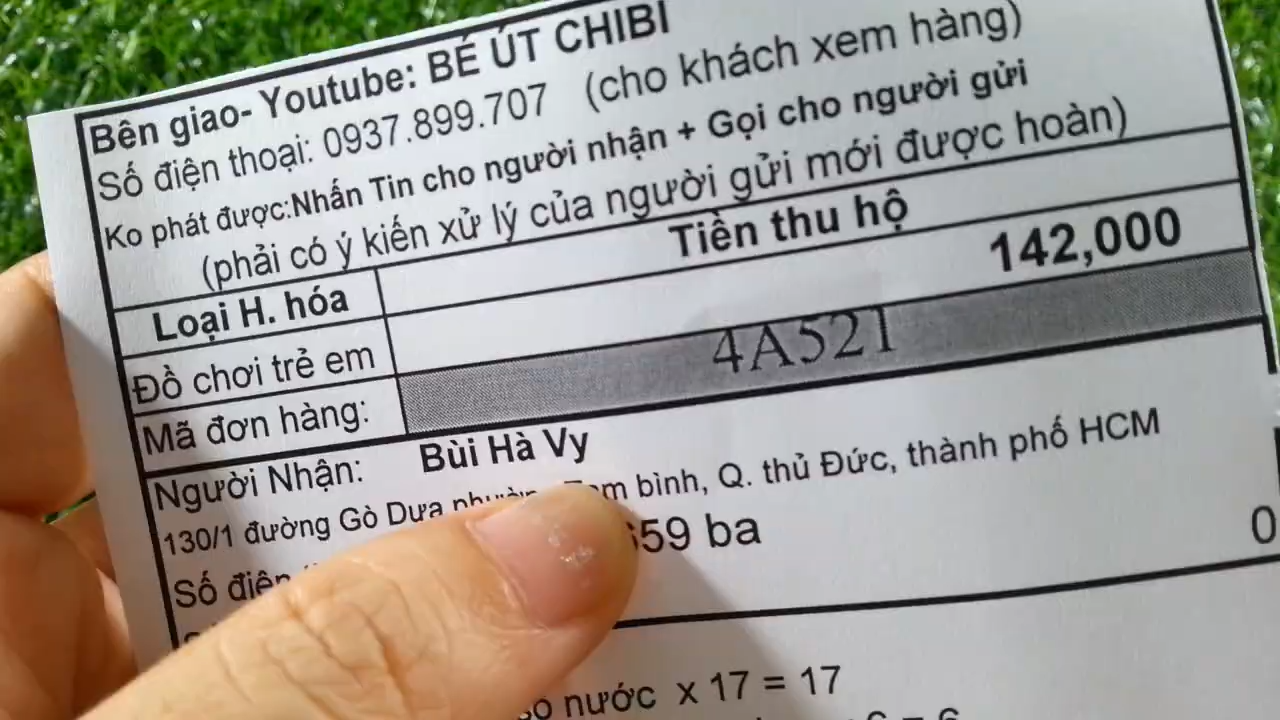 Bên giao- Youtube: BÉ ÚT CHIBI
Số điện thoại: 0937.899.707 (cho khách xem hàng)
Ko phát được:Nhấn Tin cho người nhận + Gọi cho người gửi
(phải có ý kiến xử lý của người gửi mới được hoàn)
Loại H. hóa Tiền thu hộ
Đồ chơi trẻ em 142,000
Mã đơn hàng: 4A521
Người Nhận: Bùi Hà Vy
130/1 đường Gò Dưa bình, Q. thủ Đức, thành phố HCM
Số 659 ba 0
nước x 17 = 17